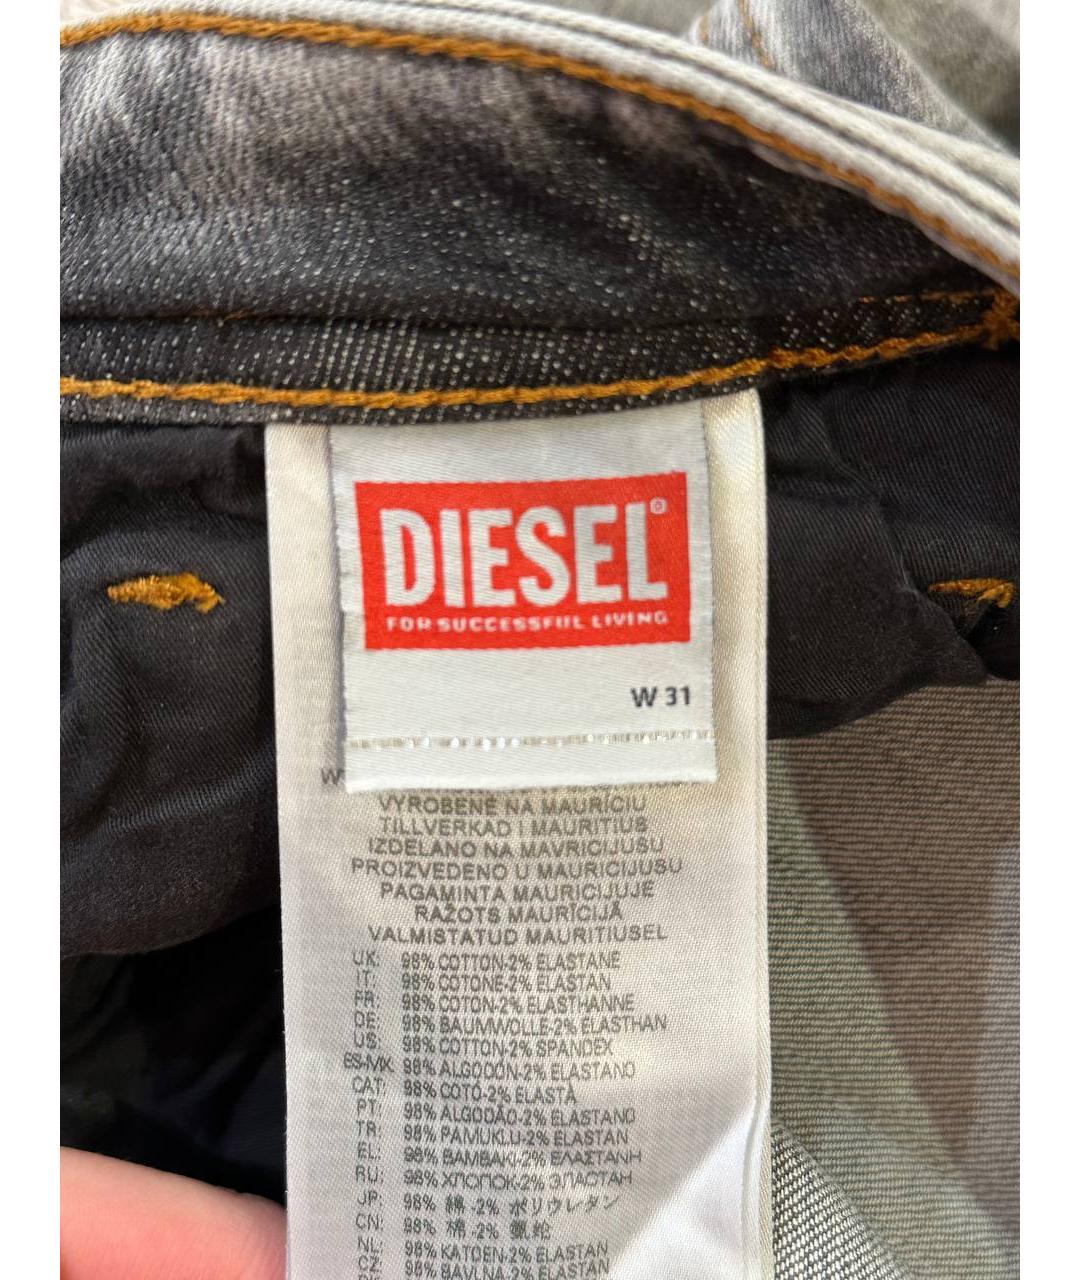 DIESEL®
FOR SUCCESSFUL LIVING
W 31
VYROBENÉ NA MAURÍCIU
TILLVERKAD I MAURITIUS
IZDELANO NA MAVRICIJUSU
PROIZVEDENO U MAURICIJUSU
PAGAMINTA MAURICIJUJE
RAŽOTS MAURĪCIJĀ
VALMISTATUD MAURITIUSEL
UK: 98% COTTON-2% ELASTANE
IT: 98% COTONE-2% ELASTAN
FR: 98% COTON-2% ELASTHANNE
DE: 98% BAUMWOLLE-2% ELASTHAN
US: 98% COTTON-2% SPANDEX
ES-MX: 98% ALGODÓN-2% ELASTANO
CAT: 98% COTÓ-2% ELASTÀ
PT: 98% ALGODÃO-2% ELASTANO
TR: 98% PAMUKLU-2% ELASTAN
EL: 98% ΒΑΜΒΑΚΙ-2% ΕΛΑΣΤΑΝΗ
RU: 98% ХЛОПОК-2% ЭЛАСТАН
JP: 98% 綿 -2% ポリウレタン
CN: 98% 棉 -2% 氨纶
NL: 98% KATOEN-2% ELASTAN
CZ: 98% BAVLNA-2% ELASTAN